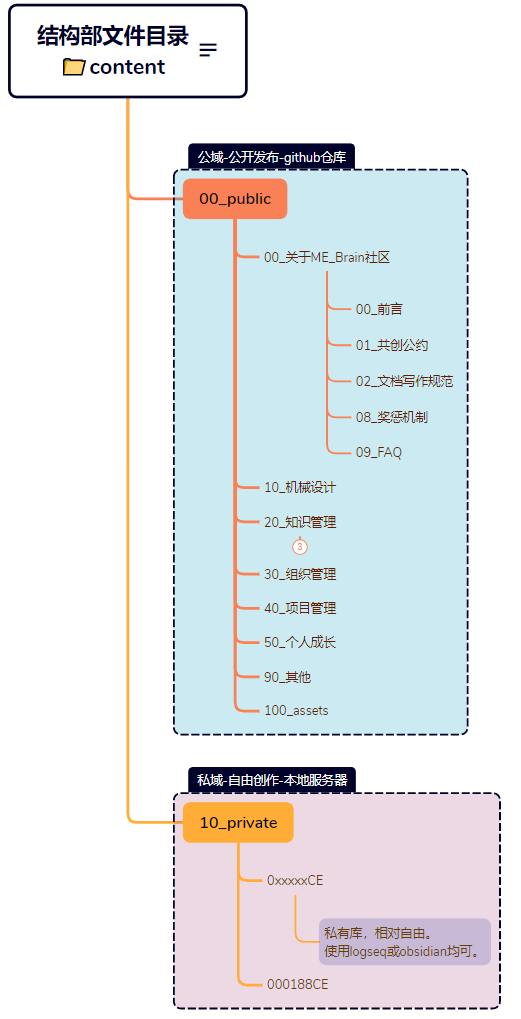 结构部文件目录
content
公域-公开发布-github仓库
00_public
00_关于ME_Brain社区
00_前言
01_共创公约
02_文档写作规范
08_奖惩机制
09_FAQ
10_机械设计
20_知识管理
3
30_组织管理
40_项目管理
50_个人成长
90_其他
100_assets
私域-自由创作-本地服务器
10_private
0xxxxxCE
私有库，相对自由。
使用logseq或obsidian均可。
000188CE